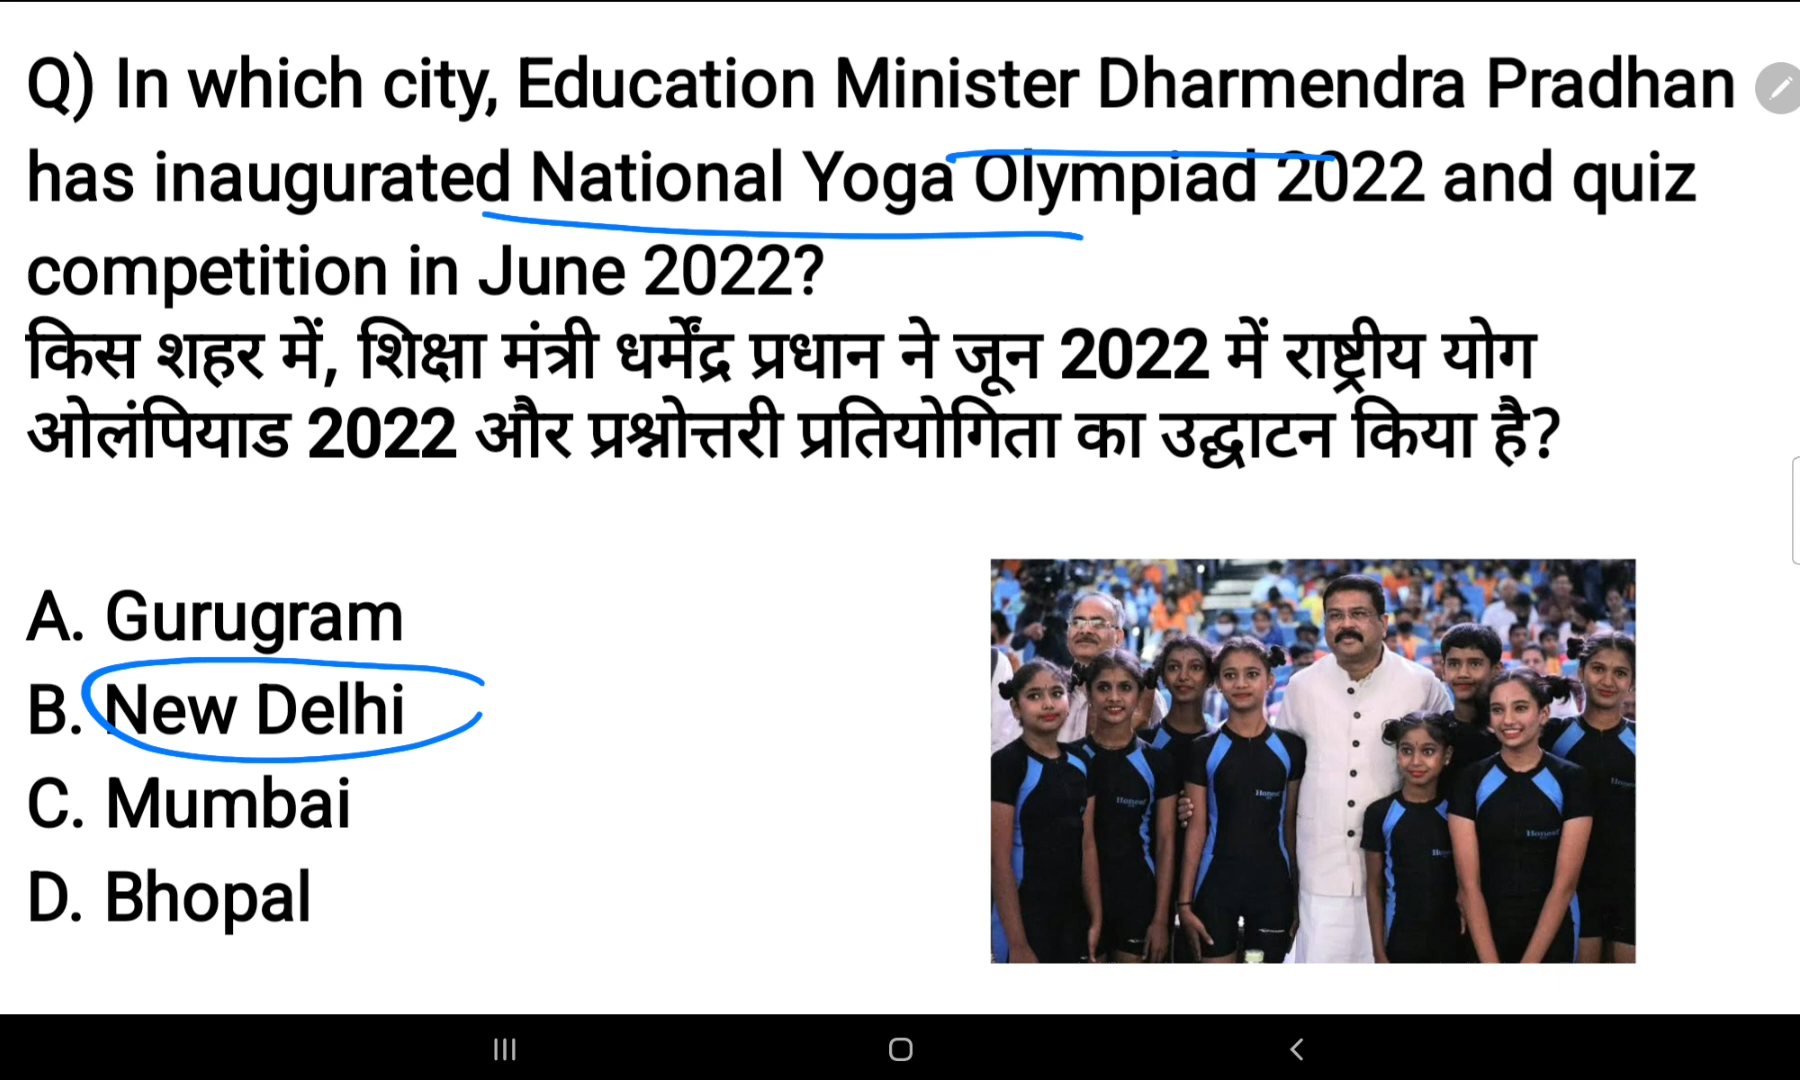 Q) In which city, Education Minister Dharmendra Pradhan
has inaugurated National Yoga Olympiad 2022 and quiz
competition in June 2022?
किस शहर में, शिक्षा मंत्री धर्मेंद्र प्रधान ने जून 2022 में राष्ट्रीय योग
ओलंपियाड 2022 और प्रश्नोत्तरी प्रतियोगिता का उद्घाटन किया है?
A. Gurugram
B. New Delhi
C. Mumbai
D. Bhopal